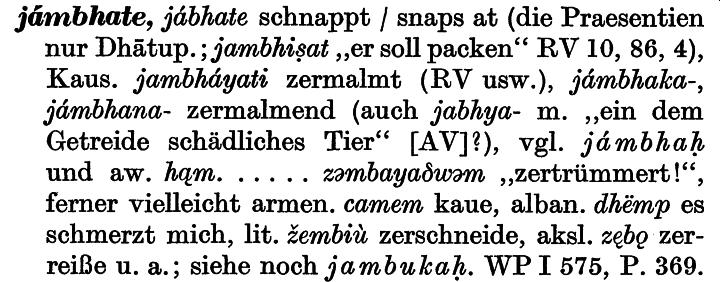 jámbhate, jábhate schnappt / snaps at (die Praesentien
nur Dhātup.; jambhiṣat „er soll packen“ RV 10, 86, 4),
Kaus. jambháyati zermalmt (RV usw.), jámbhaka-,
jámbhana- zermalmend (auch jabhya- m. „ein dem
Getreide schädliches Tier“ [AV]?), vgl. jámbhaḥ
und aw. hąm. . . . . . zəmbayaδwəm „zertrümmert!“,
ferner vielleicht armen. camem kaue, alban. dhëmp es
schmerzt mich, lit. žembiù zerschneide, aksl. zębǫ zer-
reiße u. a.; siehe noch jambukaḥ. WP I 575, P. 369.